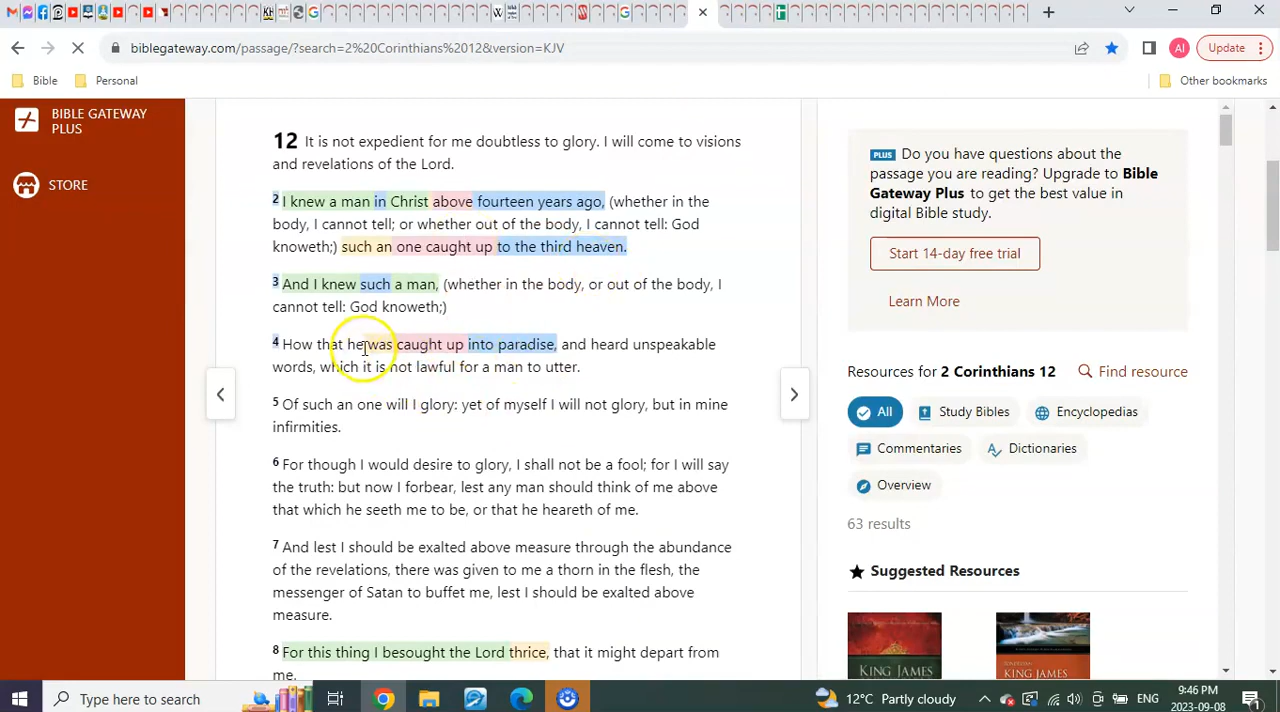 biblegateway.com/passage/?search=2%20Corinthians%2012&version=KJV
AI
Update
Bible
Personal
Other bookmarks
BIBLE GATEWAY
PLUS
STORE
12 It is not expedient for me doubtless to glory. I will come to visions
and revelations of the Lord.
2 I knew a man in Christ above fourteen years ago, (whether in the
body, I cannot tell; or whether out of the body, I cannot tell: God
knoweth;) such an one caught up to the third heaven.
3 And I knew such a man, (whether in the body, or out of the body, I
cannot tell: God knoweth;)
4 How that he was caught up into paradise, and heard unspeakable
words, which it is not lawful for a man to utter.
5 Of such an one will I glory: yet of myself I will not glory, but in mine
infirmities.
6 For though I would desire to glory, I shall not be a fool; for I will say
the truth: but now I forbear, lest any man should think of me above
that which he seeth me to be, or that he heareth of me.
7 And lest I should be exalted above measure through the abundance
of the revelations, there was given to me a thorn in the flesh, the
messenger of Satan to buffet me, lest I should be exalted above
measure.
8 For this thing I besought the Lord thrice, that it might depart from
me.
PLUS Do you have questions about the
passage you are reading? Upgrade to Bible
Gateway Plus to get the best value in
digital Bible study.
Start 14-day free trial
Learn More
Resources for 2 Corinthians 12
Find resource
All
Study Bibles
Encyclopedias
Commentaries
Dictionaries
Overview
63 results
Suggested Resources
KING JAMES
KING JAMES
Type here to search
12°C Partly cloudy
ENG
9:46 PM
2023-09-08
1